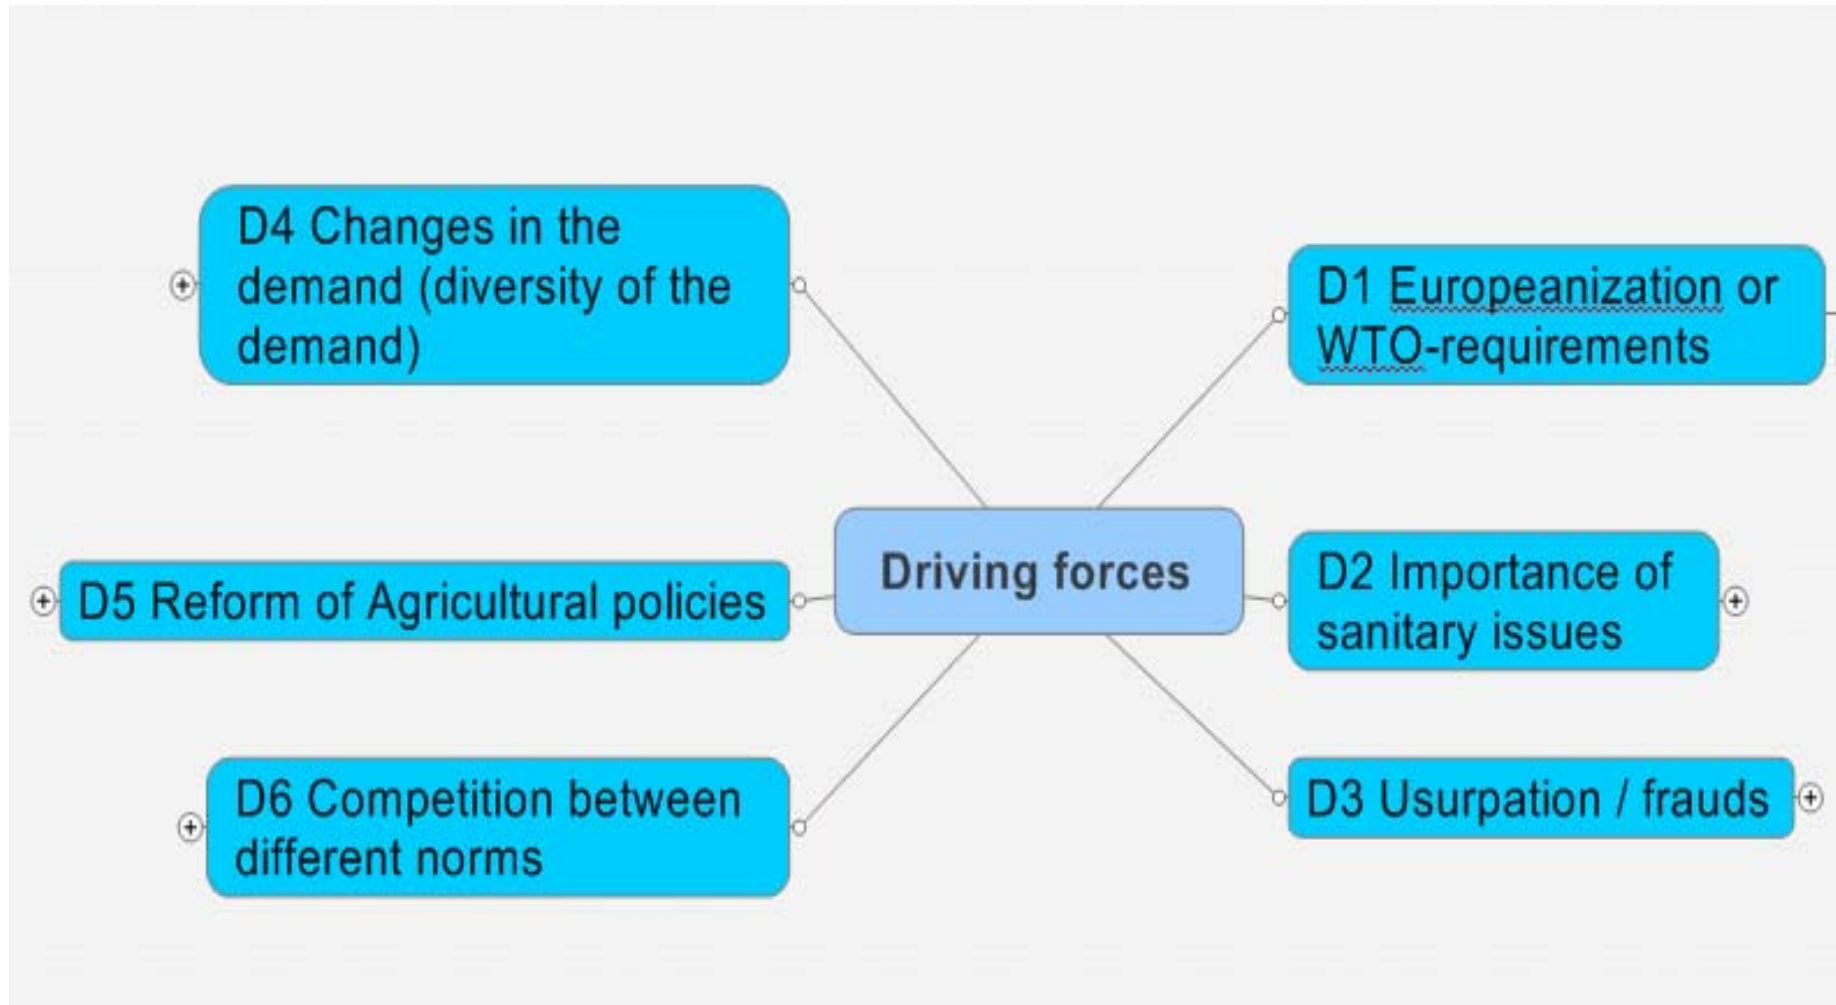 D4 Changes in the
demand (diversity of the
demand)
D5 Reform of Agricultural policies
D6 Competition between
different norms
Driving forces
D1 Europeanization or
WTO-requirements
D2 Importance of
sanitary issues
D3 Usurpation / frauds